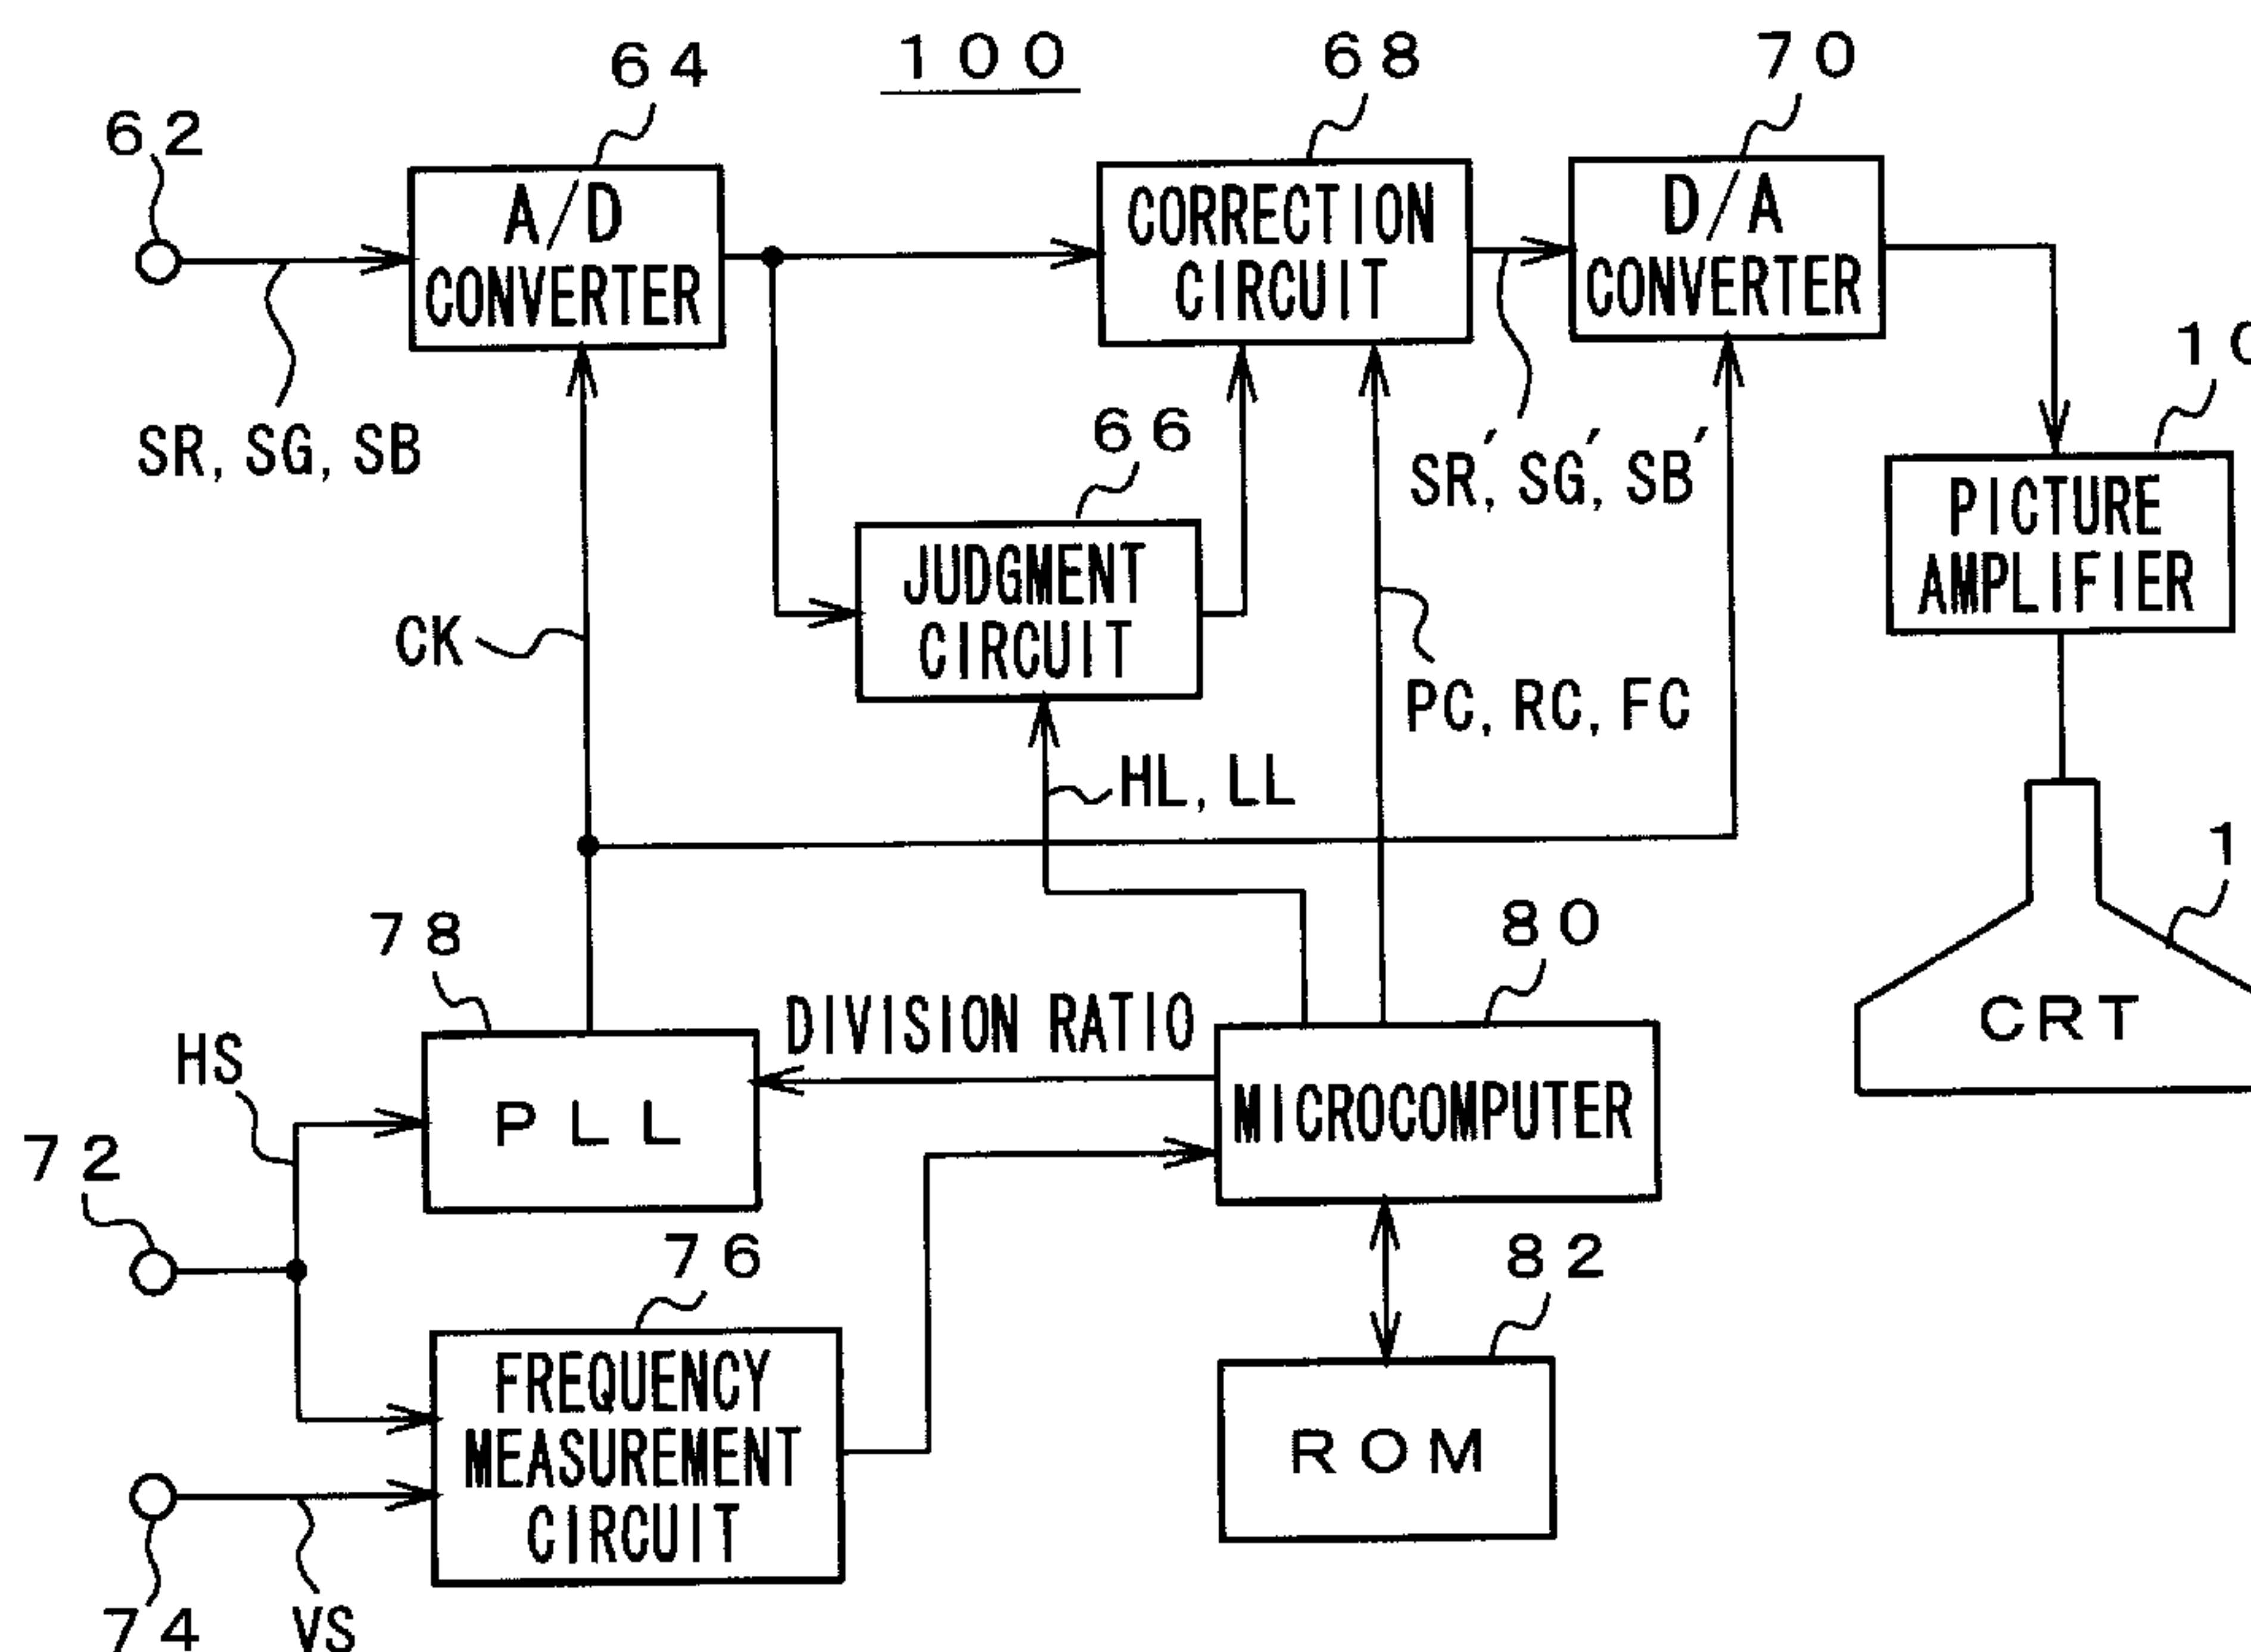 100
62
64
68
70
A/D
CONVERTER
CORRECTION
CIRCUIT
D/A
CONVERTER
10
SR, SG, SB
66
SR', SG', SB'
PICTURE
AMPLIFIER
JUDGMENT
CIRCUIT
CK
PC, RC, FC
HL, LL
1
78
80
CRT
HS
DIVISION RATIO
PLL
MICROCOMPUTER
72
76
82
FREQUENCY
MEASUREMENT
CIRCUIT
ROM
74
VS